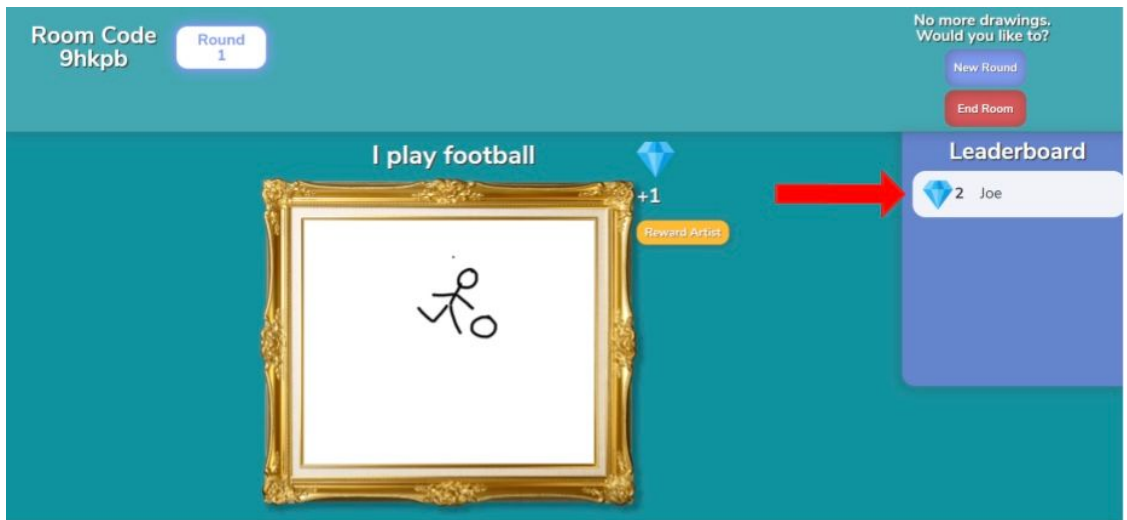 Room Code
9hkpb
Round
1
No more drawings.
Would you like to?
New Round
End Room
I play football
+1
Reward Artist
Leaderboard
2 Joe